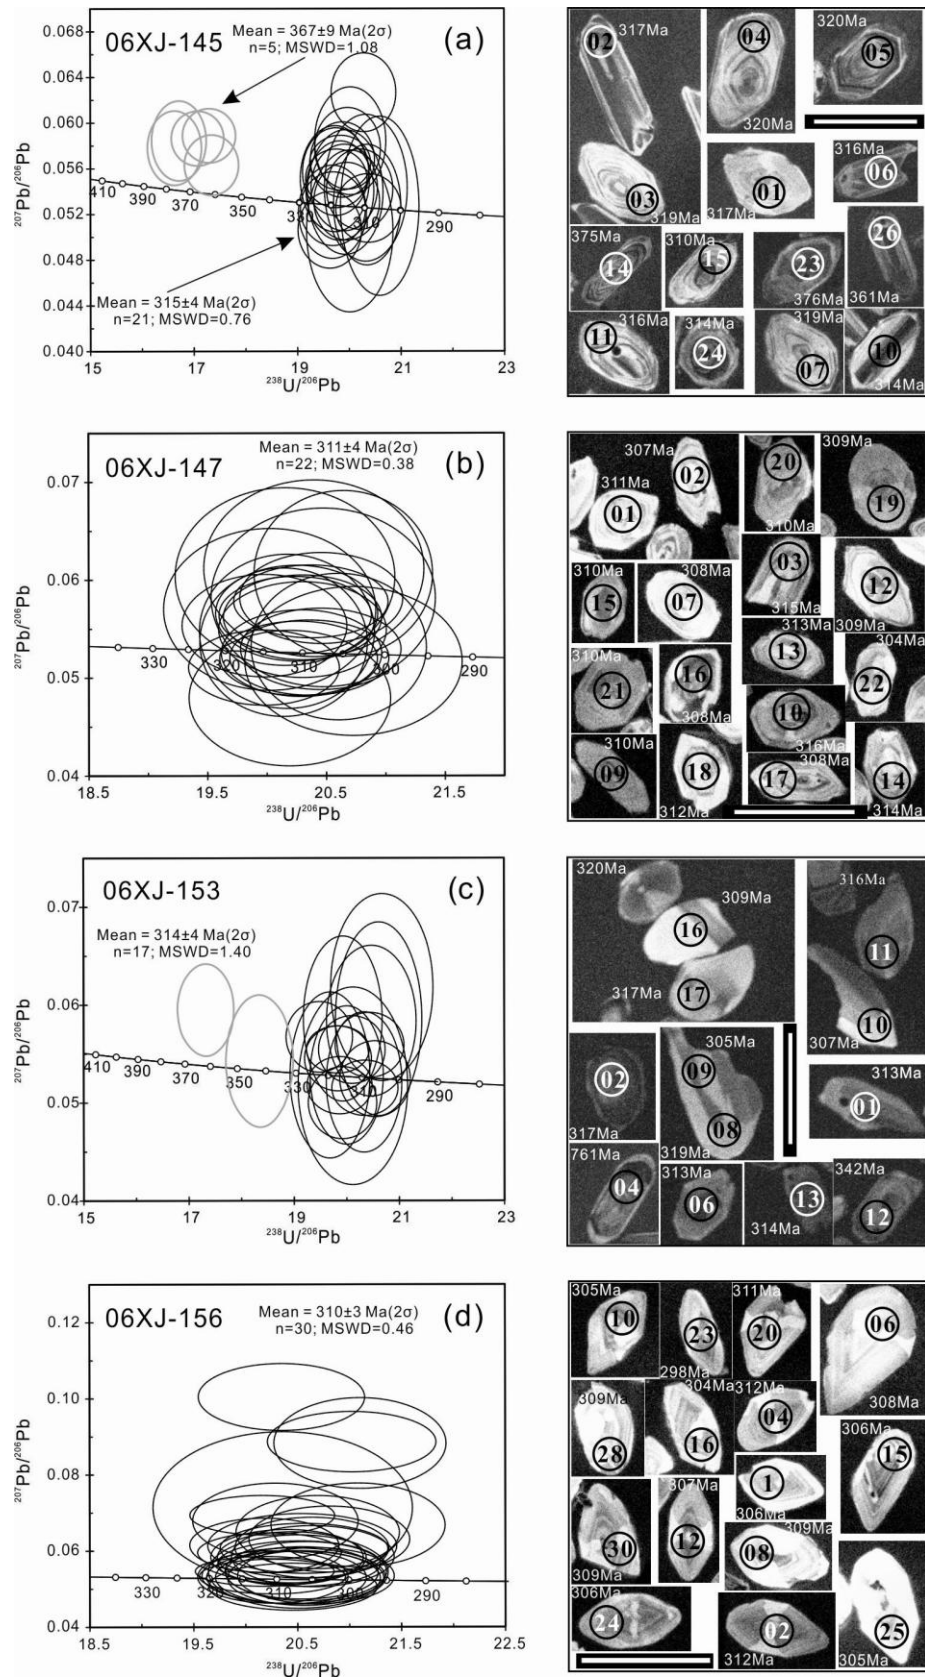 06XJ-145
Mean = 367±9 Ma(2σ)
n=5; MSWD=1.08
(a)
0.068
0.064
0.060
0.056
0.052
0.048
0.044
0.040
²⁰⁷Pb/²⁰⁶Pb
410
390
370
350
330
310
290
Mean = 315±4 Ma(2σ)
n=21; MSWD=0.76
15
17
19
21
23
²³⁸U/²⁰⁶Pb
02
317Ma
04
320Ma
320Ma
05
03
319Ma
01
317Ma
316Ma
06
375Ma
14
310Ma
15
23
376Ma
26
361Ma
11
316Ma
314Ma
24
319Ma
07
10
314Ma
06XJ-147
Mean = 311±4 Ma(2σ)
n=22; MSWD=0.38
(b)
0.07
0.06
0.05
0.04
²⁰⁷Pb/²⁰⁶Pb
330
320
310
300
290
18.5
19.5
20.5
21.5
²³⁸U/²⁰⁶Pb
307Ma
02
311Ma
01
20
310Ma
309Ma
19
310Ma
15
308Ma
07
03
315Ma
12
309Ma
310Ma
21
16
308Ma
313Ma
13
304Ma
22
10
316Ma
310Ma
09
18
312Ma
308Ma
17
14
314Ma
06XJ-153
Mean = 314±4 Ma(2σ)
n=17; MSWD=1.40
(c)
0.07
0.06
0.05
0.04
²⁰⁷Pb/²⁰⁶Pb
410
390
370
350
330
310
290
15
17
19
21
23
²³⁸U/²⁰⁶Pb
320Ma
309Ma
16
317Ma
17
316Ma
11
10
307Ma
02
317Ma
305Ma
09
08
319Ma
313Ma
01
761Ma
04
313Ma
06
13
314Ma
342Ma
12
06XJ-156
Mean = 310±3 Ma(2σ)
n=30; MSWD=0.46
(d)
0.12
0.10
0.08
0.06
0.04
²⁰⁷Pb/²⁰⁶Pb
330
320
310
300
290
18.5
19.5
20.5
21.5
22.5
²³⁸U/²⁰⁶Pb
305Ma
10
23
298Ma
311Ma
20
06
308Ma
309Ma
28
304Ma
16
312Ma
04
306Ma
15
30
309Ma
307Ma
12
1
306Ma
309Ma
08
306Ma
24
02
312Ma
25
305Ma